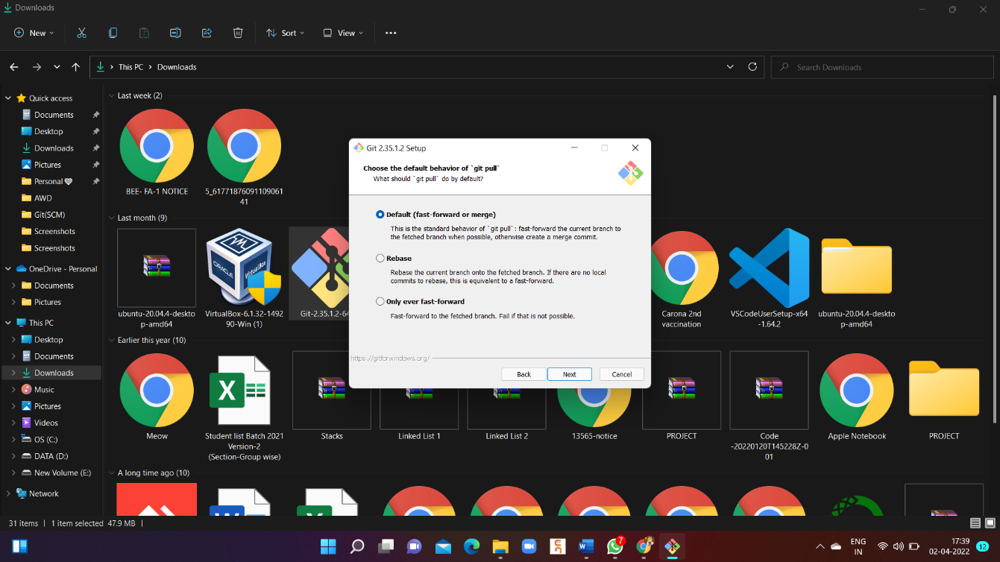 Downloads
New
Sort
View
This PC
Downloads
Search Downloads
Quick access
Documents
Desktop
Downloads
Pictures
Personal
AWD
Git(SCM)
Screenshots
Screenshots
OneDrive - Personal
Documents
Pictures
This PC
Desktop
Documents
Downloads
Music
Pictures
Videos
OS (C:)
DATA (D:)
New Volume (E:)
Network
Last week (2)
BEE- FA-1 NOTICE
5_61771876091109061
41
Last month (9)
ORACLE
VirtualBox
ubuntu-20.04.4-deskto
p-amd64
VirtualBox-6.1.32-1492
90-Win (1)
Git-2.35.1.2-64
Carona 2nd
vaccination
VSCodeUserSetup-x64
-1.64.2
ubuntu-20.04.4-deskto
p-amd64
Git 2.35.1.2 Setup
Choose the default behavior of `git pull`
What should `git pull` do by default?
Default (fast-forward or merge)
This is the standard behavior of `git pull`: fast-forward the current branch to
the fetched branch when possible, otherwise create a merge commit.
Rebase
Rebase the current branch onto the fetched branch. If there are no local
commits to rebase, this is equivalent to a fast-forward.
Only ever fast-forward
Fast-forward to the fetched branch. Fail if that is not possible.
https://gitforwindows.org/
Back
Next
Cancel
Earlier this year (10)
X
Meow
Student list Batch 2021
Version-2
(Section-Group wise)
Stacks
Linked List 1
Linked List 2
13565-notice
PROJECT
Code
-20220120T145228Z-0
01
Apple Notebook
PROJECT
A long time ago (10)
31 items
1 item selected
47.9 MB
7
ENG
IN
17:39
02-04-2022
12